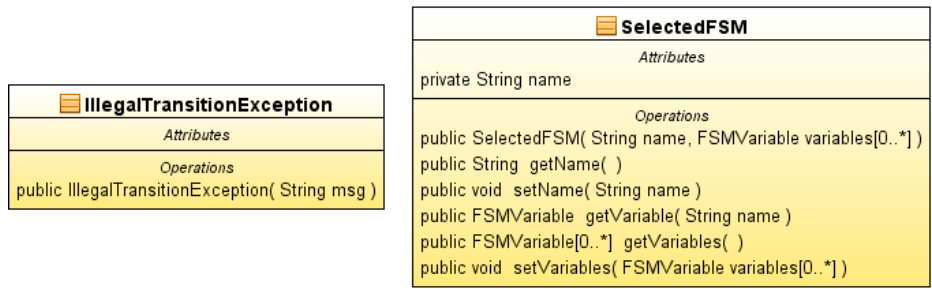 IllegalTransitionException
Attributes
Operations
public IllegalTransitionException( String msg )
SelectedFSM
Attributes
private String name
Operations
public SelectedFSM( String name, FSMVariable variables[0..*] )
public String getName( )
public void setName( String name )
public FSMVariable getVariable( String name )
public FSMVariable[0..*] getVariables( )
public void setVariables( FSMVariable variables[0..*] )